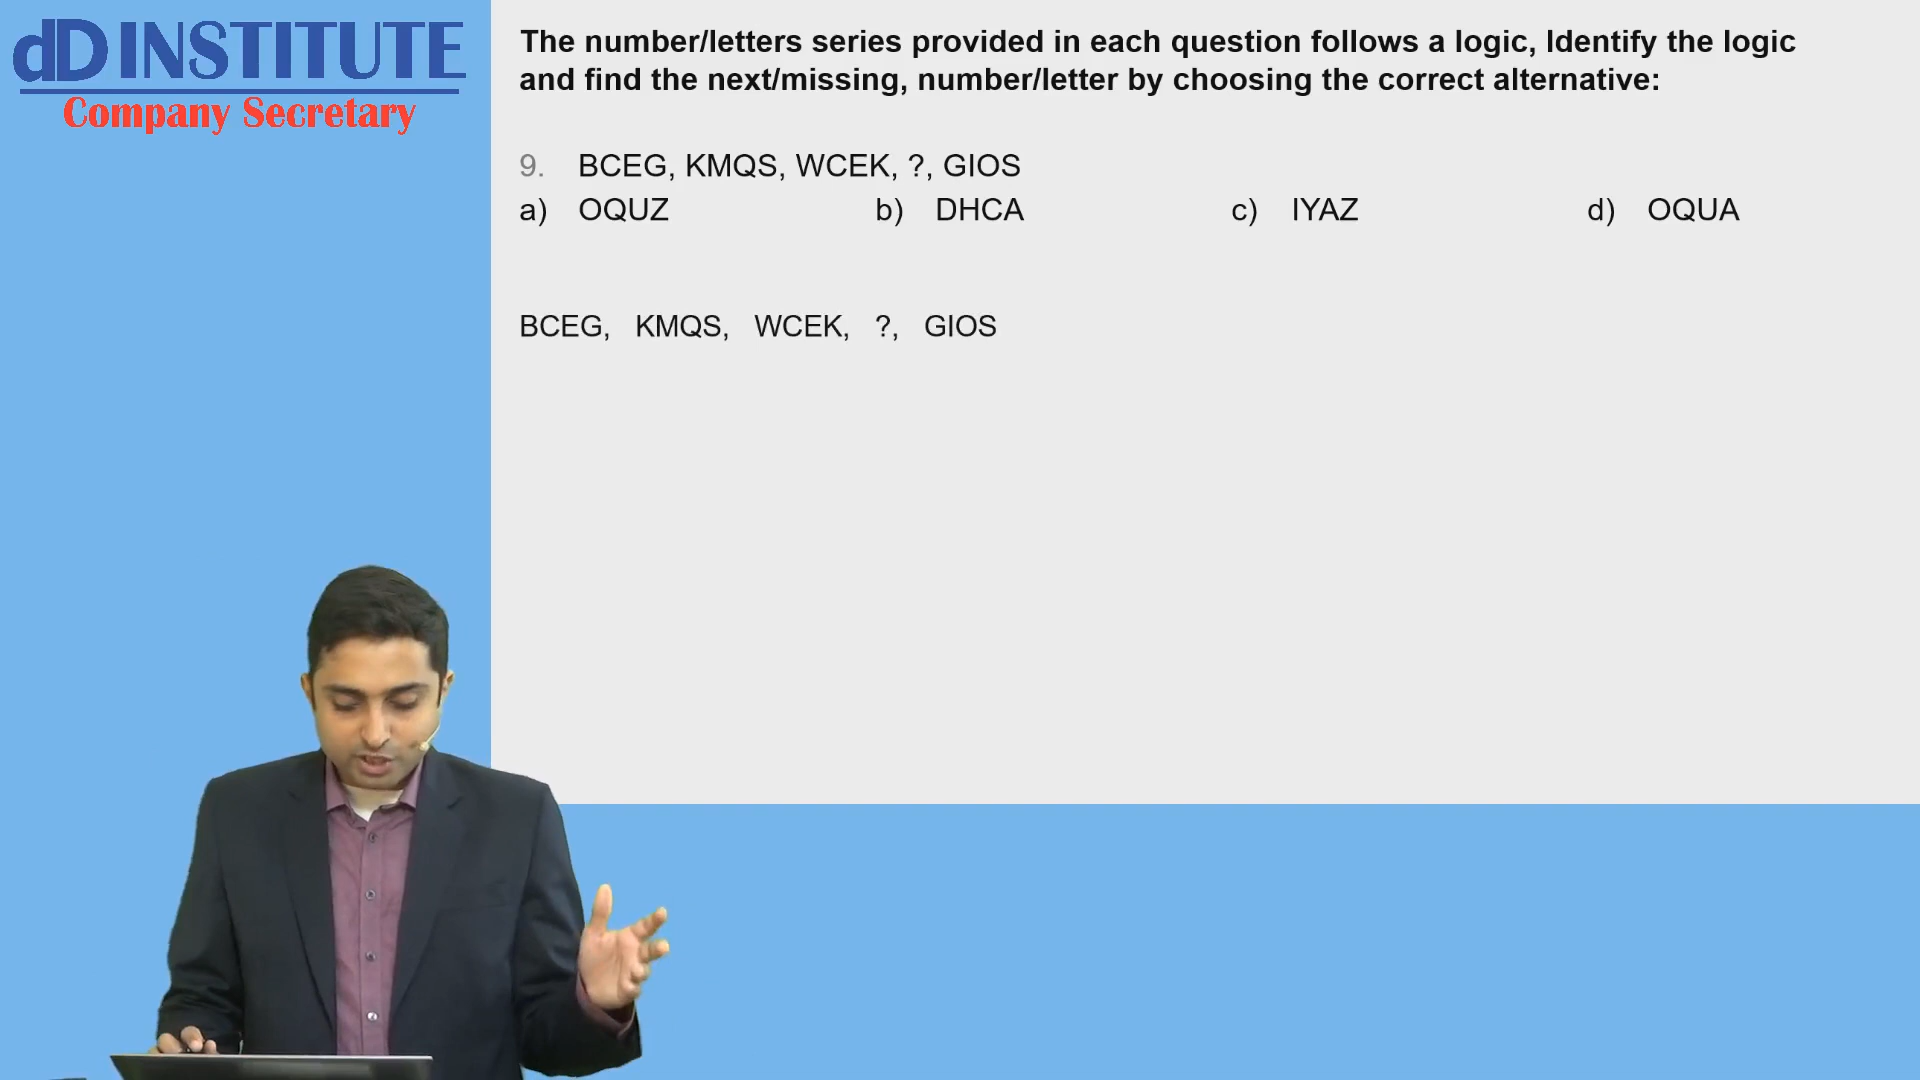 dD INSTITUTE
Company Secretary
The number/letters series provided in each question follows a logic, Identify the logic
and find the next/missing, number/letter by choosing the correct alternative:
9. BCEG, KMQS, WCEK, ?, GIOS
a) OQUZ b) DHCA c) IYAZ d) OQUA
BCEG, KMQS, WCEK, ?, GIOS